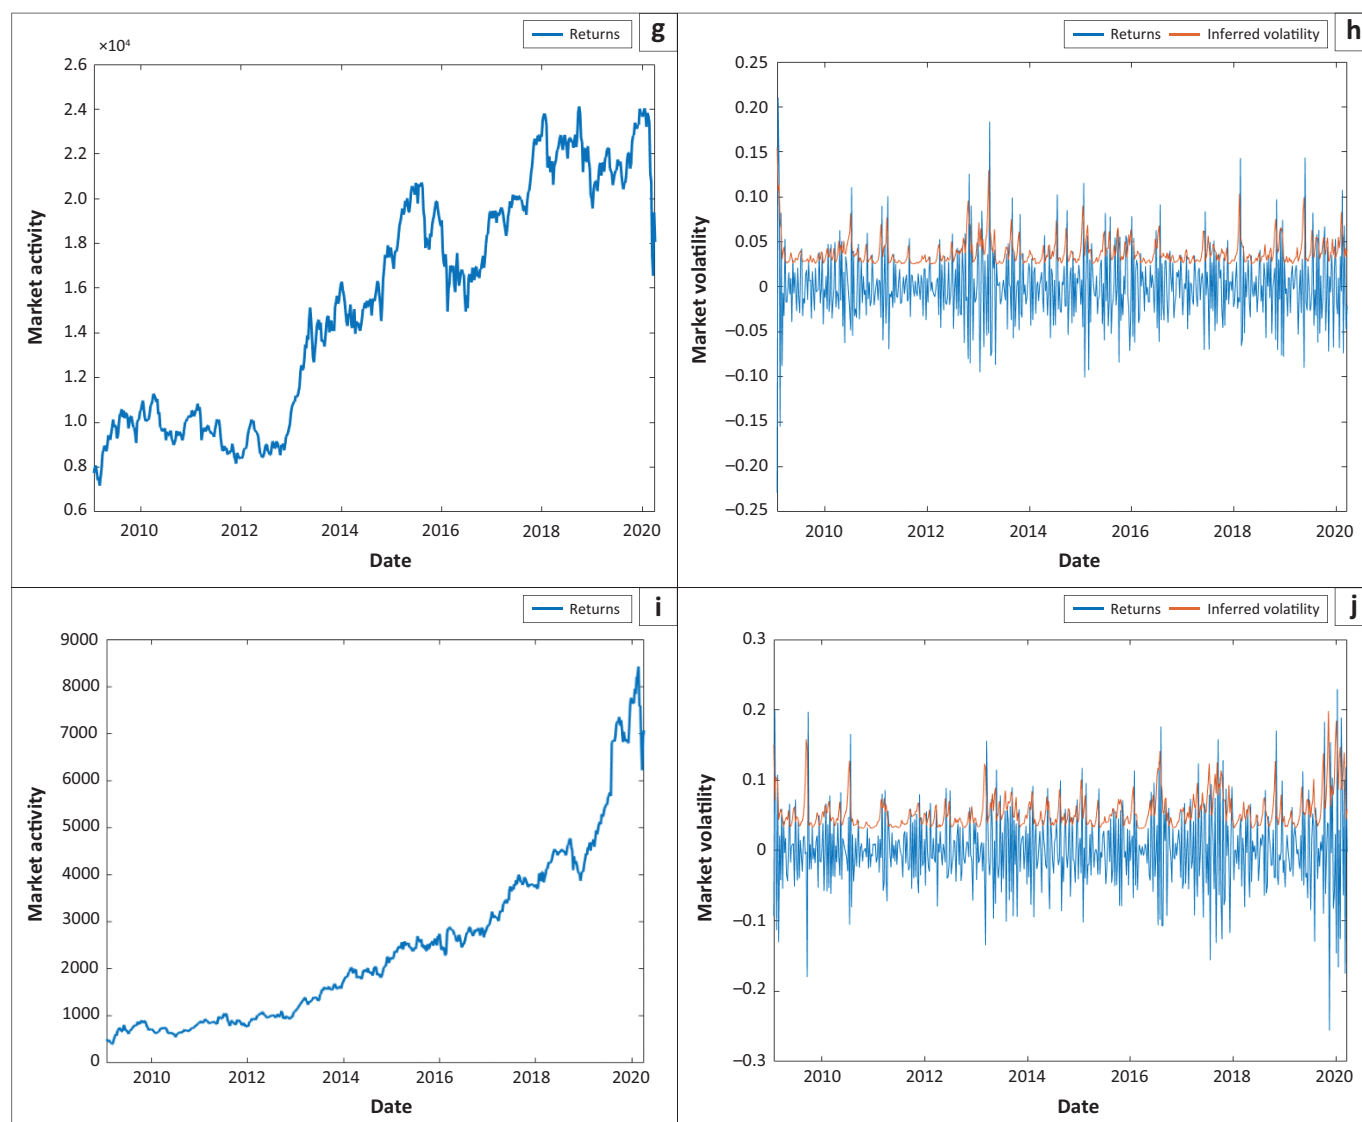 Returns
g
×10⁴
2.6
2.4
2.2
2.0
1.8
1.6
1.4
1.2
1.0
0.8
0.6
2010 2012 2014 2016 2018 2020
Market activity
Date
Returns Inferred volatility
h
0.25
0.20
0.15
0.10
0.05
0
–0.05
–0.10
–0.15
–0.20
–0.25
2010 2012 2014 2016 2018 2020
Market volatility
Date
Returns
i
9000
8000
7000
6000
5000
4000
3000
2000
1000
0
2010 2012 2014 2016 2018 2020
Market activity
Date
Returns Inferred volatility
j
0.3
0.2
0.1
0
–0.1
–0.2
–0.3
2010 2012 2014 2016 2018 2020
Market volatility
Date